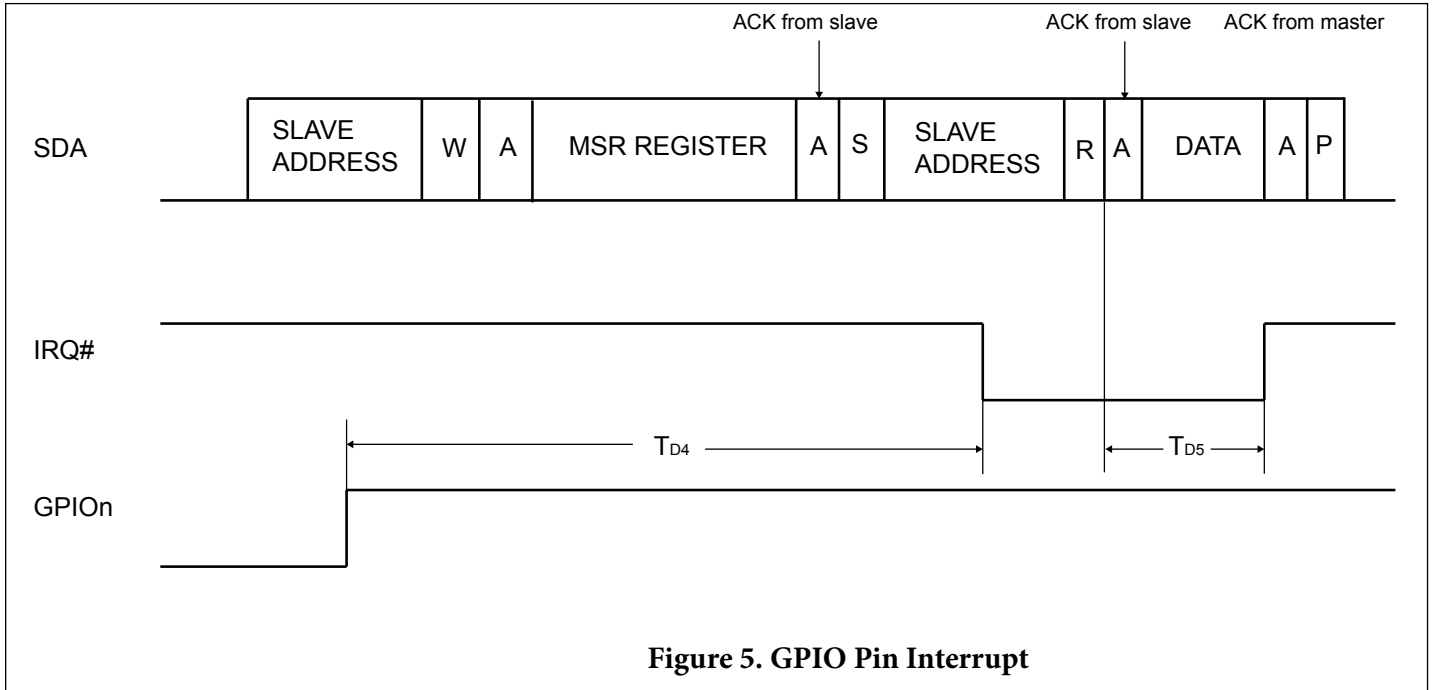 ACK from slave ACK from slave ACK from master
SDA SLAVE ADDRESS W A MSR REGISTER A S SLAVE ADDRESS R A DATA A P
IRQ#
TD4 TD5
GPIOn
Figure 5. GPIO Pin Interrupt